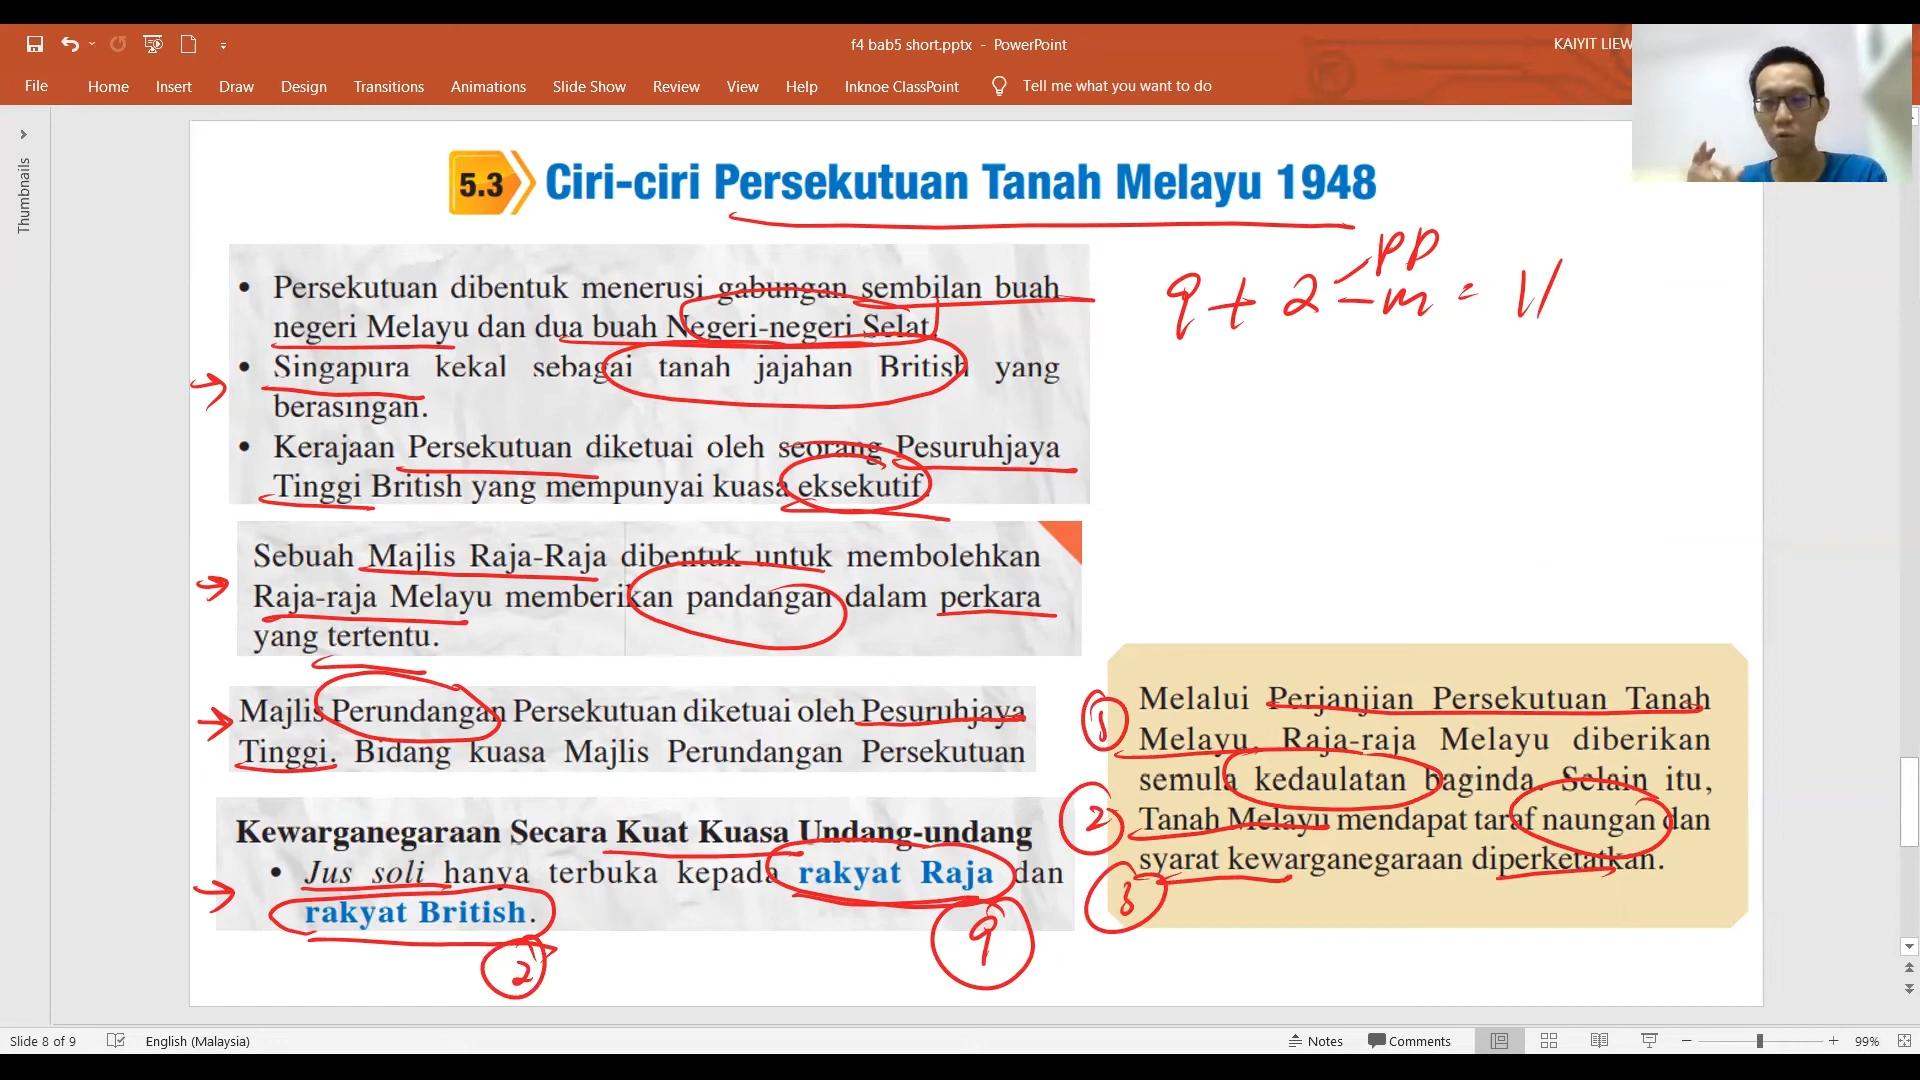 f4 bab5 short.pptx - PowerPoint
KAIYIT LIEW
File Home Insert Draw Design Transitions Animations Slide Show Review View Help Inknoe ClassPoint Tell me what you want to do
Thumbnails
5.3 Ciri-ciri Persekutuan Tanah Melayu 1948
• Persekutuan dibentuk menerusi gabungan sembilan buah
negeri Melayu dan dua buah Negeri-negeri Selat.
• Singapura kekal sebagai tanah jajahan British yang
berasingan.
• Kerajaan Persekutuan diketuai oleh seorang Pesuruhjaya
Tinggi British yang mempunyai kuasa eksekutif.
PP
9 + 2 m = 11
Sebuah Majlis Raja-Raja dibentuk untuk membolehkan
Raja-raja Melayu memberikan pandangan dalam perkara
yang tertentu.
Majlis Perundangan Persekutuan diketuai oleh Pesuruhjaya
Tinggi. Bidang kuasa Majlis Perundangan Persekutuan
Kewarganegaraan Secara Kuat Kuasa Undang-undang
• Jus soli hanya terbuka kepada rakyat Raja dan
rakyat British.
2
9
1
Melalui Perjanjian Persekutuan Tanah
Melayu, Raja-raja Melayu diberikan
semula kedaulatan baginda. Selain itu,
2
Tanah Melayu mendapat taraf naungan dan
syarat kewarganegaraan diperketatkan.
3
Slide 8 of 9 English (Malaysia) Notes Comments 99%